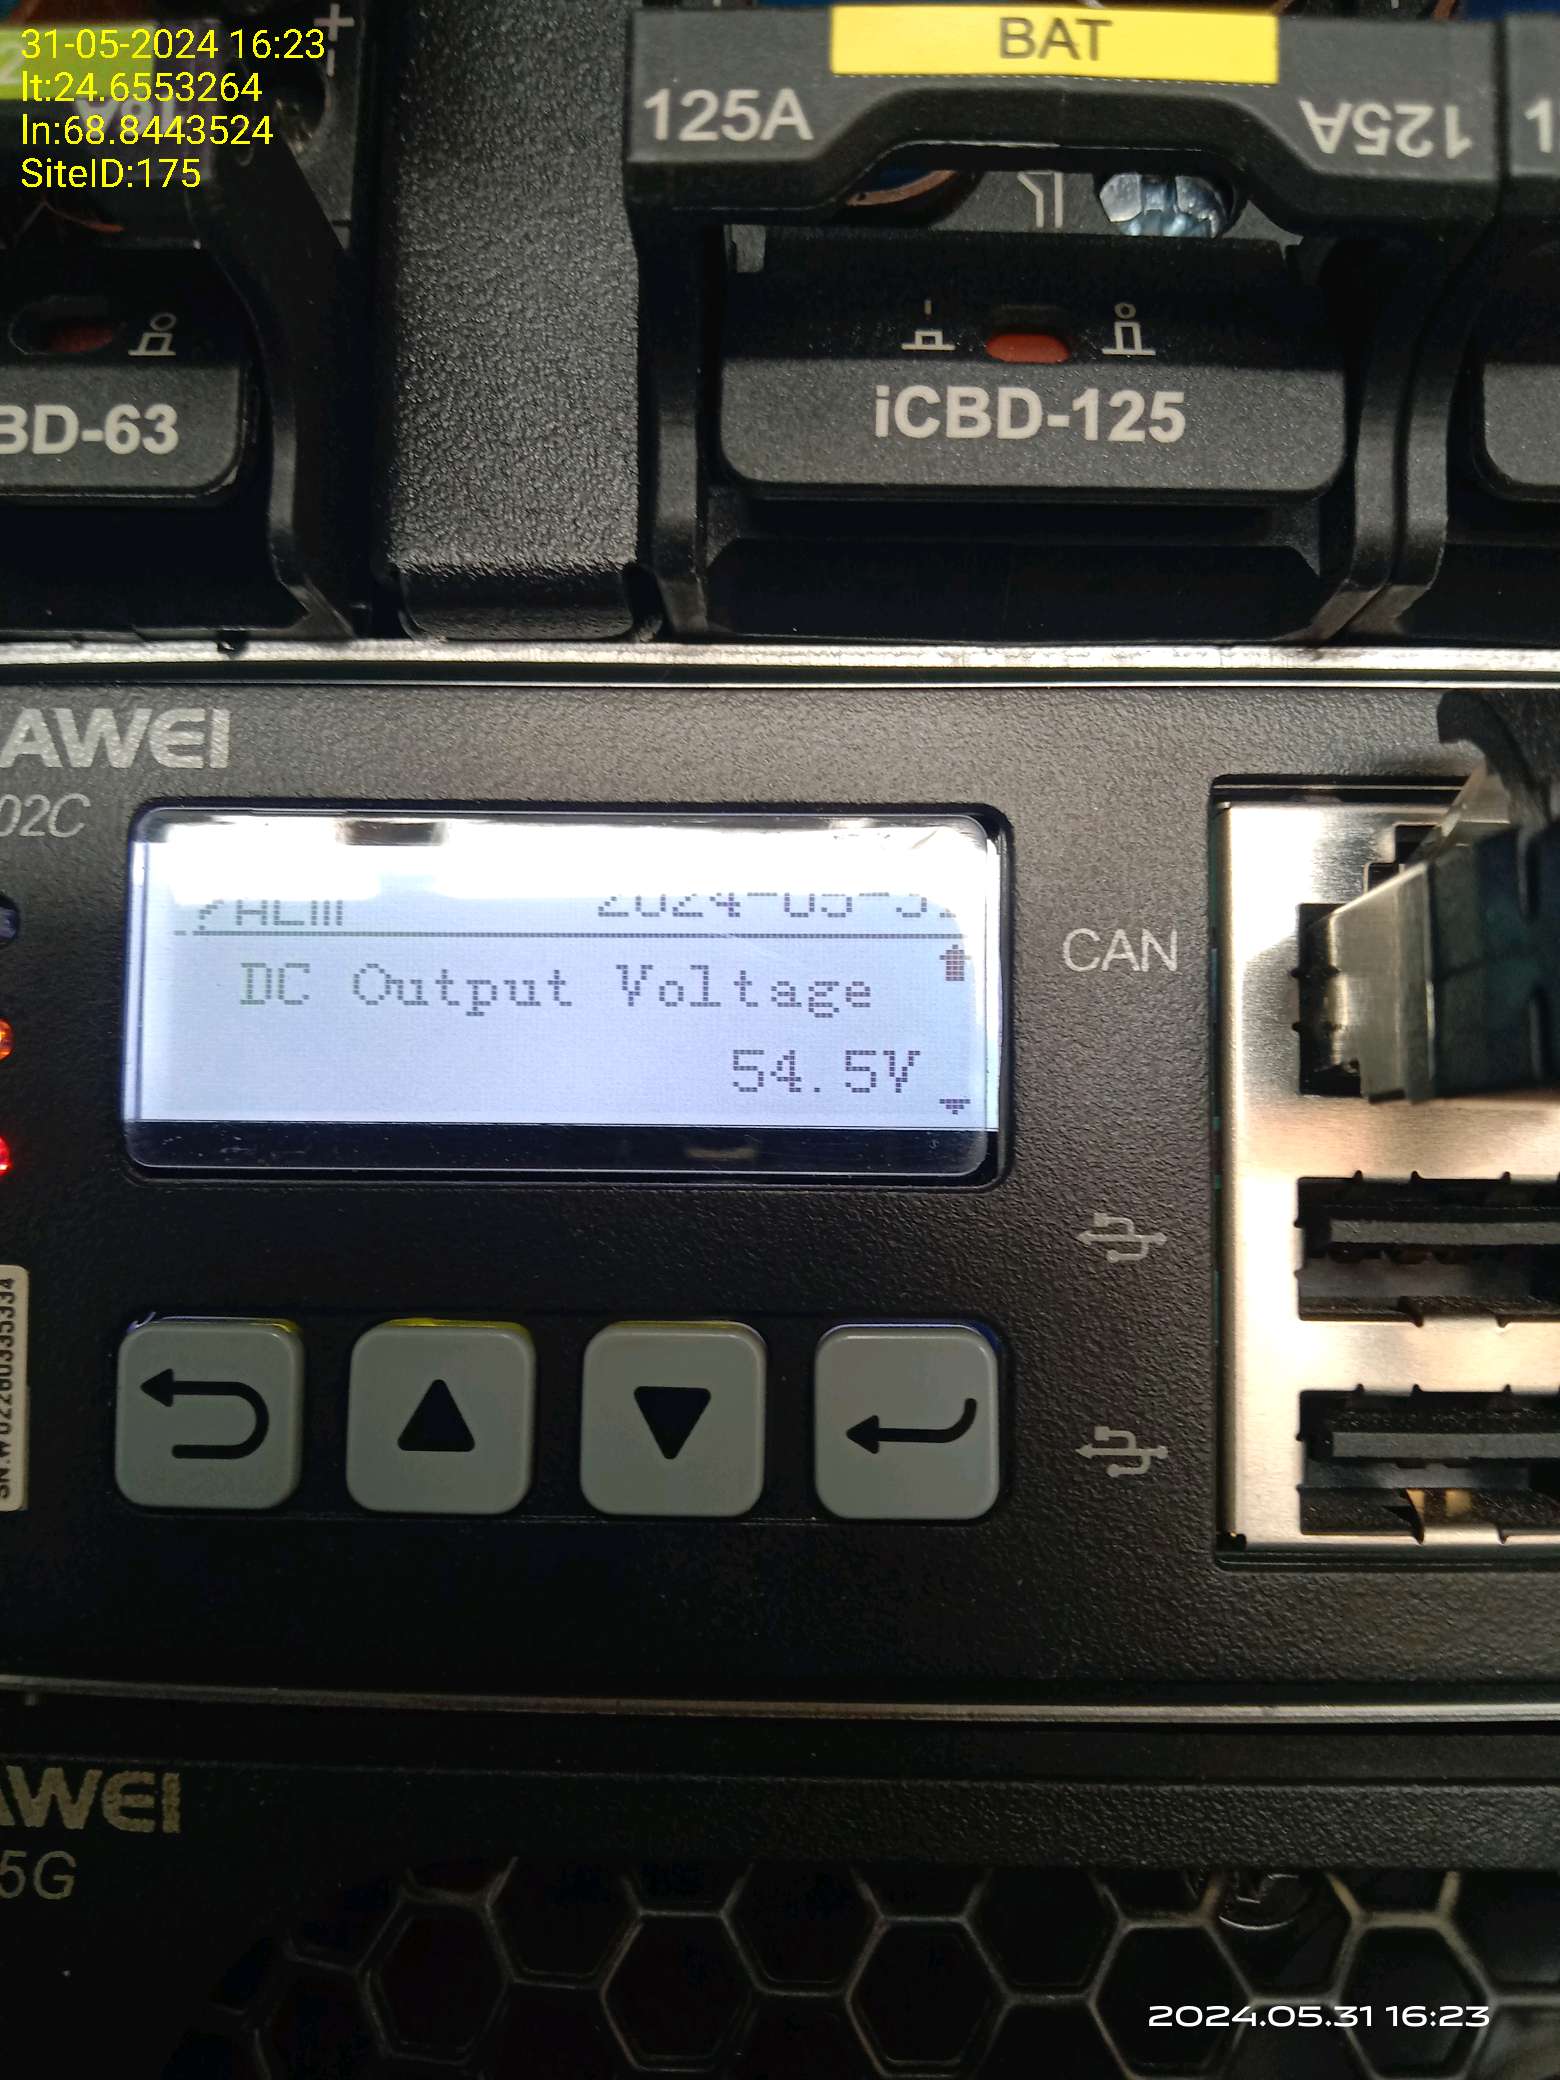 31-05-2024 16:23
lt:24.6553264
ln:68.8443524
SiteID:175
BAT
125A
125A
BD-63
iCBD-125
AWEI
02C
DC Output Voltage
54.5V
CAN
AWEI
5G
2024.05.31 16:23